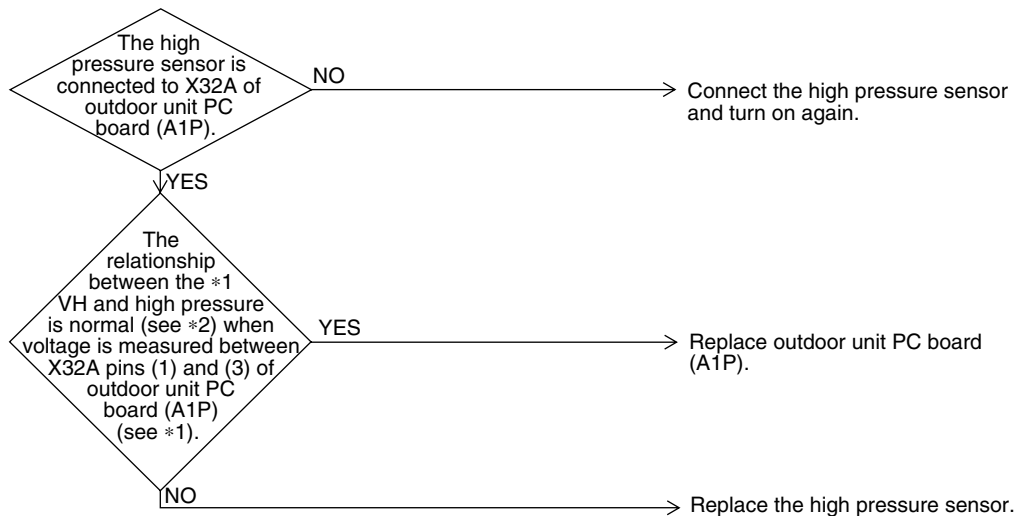 The high
pressure sensor is
connected to X32A of
outdoor unit PC
board (A1P).
NO
Connect the high pressure sensor
and turn on again.
YES
The
relationship
between the *1
VH and high pressure
is normal (see *2) when
voltage is measured between
X32A pins (1) and (3) of
outdoor unit PC
board (A1P)
(see *1).
YES
Replace outdoor unit PC board
(A1P).
NO
Replace the high pressure sensor.